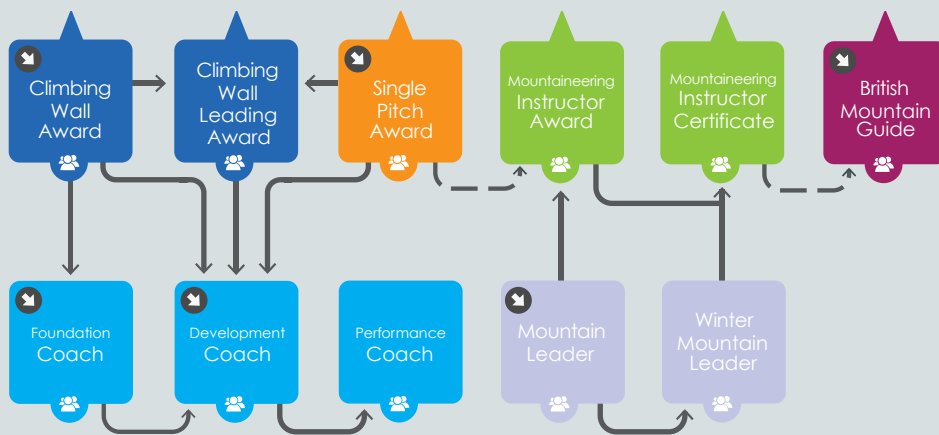 Climbing
Wall
Award
Climbing
Wall
Leading
Award
Single
Pitch
Award
Mountaineering
Instructor
Award
Mountaineering
Instructor
Certificate
British
Mountain
Guide
Foundation
Coach
Development
Coach
Performance
Coach
Mountain
Leader
Winter
Mountain
Leader